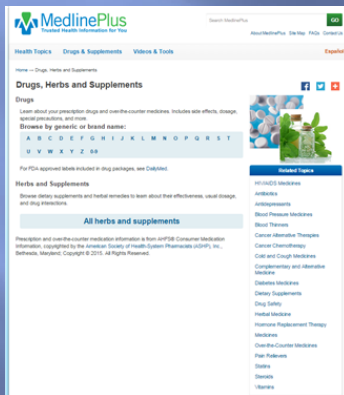 MedlinePlus
Trusted Health Information for You
Search MedlinePlus
GO
About MedlinePlus Site Map FAQs Contact Us
Health Topics Drugs & Supplements Videos & Tools
Español
Home → Drugs, Herbs and Supplements
Drugs, Herbs and Supplements
Drugs
Learn about your prescription drugs and over-the-counter medicines. Includes side effects, dosage,
special precautions, and more.
Browse by generic or brand name:
A B C D E F G H I J K L M N O P Q R S T
U V W X Y Z 0-9
For FDA approved labels included in drug packages, see DailyMed.
Herbs and Supplements
Browse dietary supplements and herbal remedies to learn about their effectiveness, usual dosage,
and drug interactions.
All herbs and supplements
Prescription and over-the-counter medication information is from AHFS® Consumer Medication
Information, copyrighted by the American Society of Health-System Pharmacists (ASHP), Inc.,
Bethesda, Maryland; Copyright © 2015. All Rights Reserved.
Related Topics
HIV/AIDS Medicines
Antibiotics
Antidepressants
Blood Pressure Medicines
Blood Thinners
Cancer Alternative Therapies
Cancer Chemotherapy
Cold and Cough Medicines
Complementary and Alternative
Medicine
Diabetes Medicines
Dietary Supplements
Drug Safety
Herbal Medicine
Hormone Replacement Therapy
Medicines
Over-the-Counter Medicines
Pain Relievers
Statins
Steroids
Vitamins